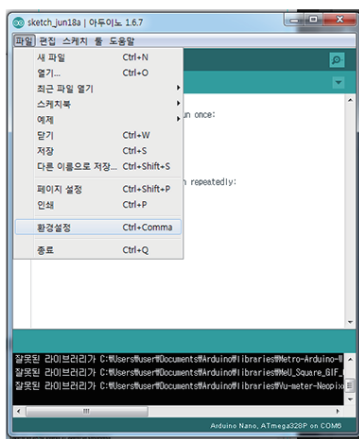 sketch_jun18a | 아두이노 1.6.7
파일 편집 스케치 툴 도움말
새 파일 Ctrl+N
열기... Ctrl+O
최근 파일 열기
스케치북
un once:
예제
닫기 Ctrl+W
저장 Ctrl+S
다른 이름으로 저장... Ctrl+Shift+S
페이지 설정 Ctrl+Shift+P
repeatedly:
인쇄 Ctrl+P
환경설정 Ctrl+Comma
종료 Ctrl+Q
잘못된 라이브러리가 C:₩Users₩user₩Documents₩Arduino₩libraries₩Metro-Arduino-W
잘못된 라이브러리가 C:₩Users₩user₩Documents₩Arduino₩libraries₩MeU_Square_GIF_
잘못된 라이브러리가 C:₩Users₩user₩Documents₩Arduino₩libraries₩Vu-meter-Neopix
Arduino Nano, ATmega328P on COM6